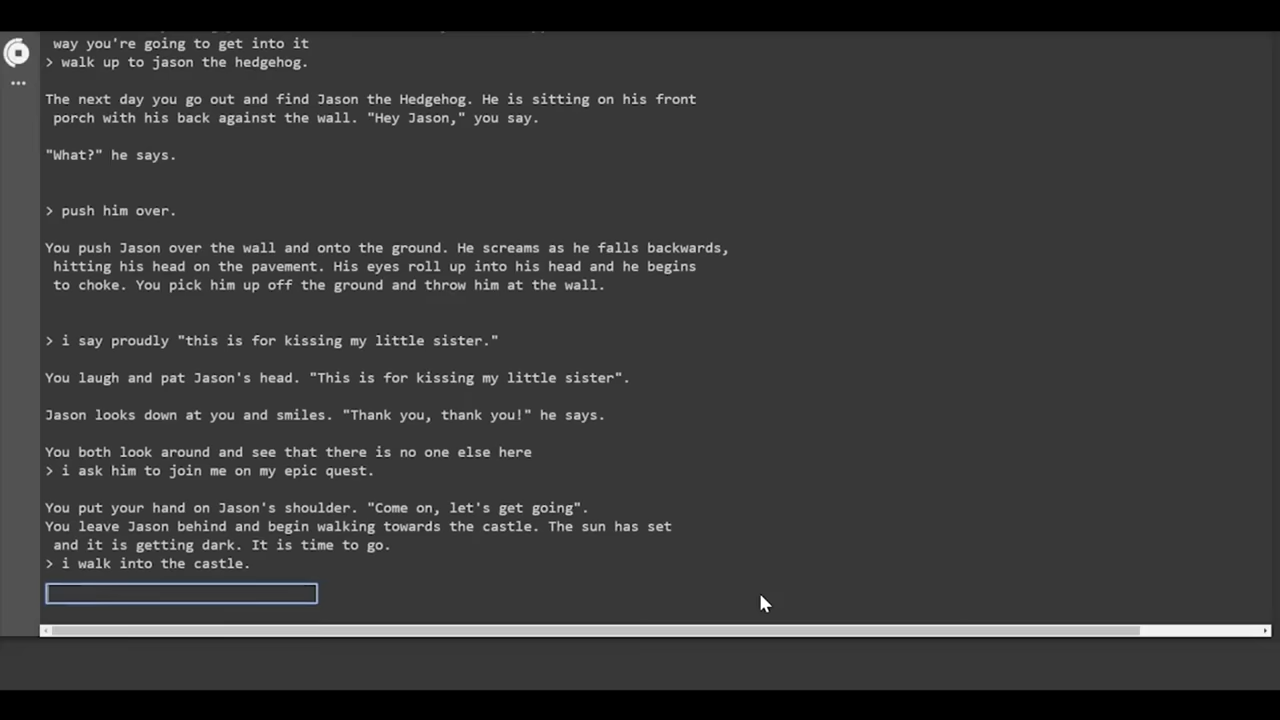 way you're going to get into it
> walk up to jason the hedgehog.
The next day you go out and find Jason the Hedgehog. He is sitting on his front
porch with his back against the wall. "Hey Jason," you say.
"What?" he says.
> push him over.
You push Jason over the wall and onto the ground. He screams as he falls backwards,
hitting his head on the pavement. His eyes roll up into his head and he begins
to choke. You pick him up off the ground and throw him at the wall.
> i say proudly "this is for kissing my little sister."
You laugh and pat Jason's head. "This is for kissing my little sister".
Jason looks down at you and smiles. "Thank you, thank you!" he says.
You both look around and see that there is no one else here
> i ask him to join me on my epic quest.
You put your hand on Jason's shoulder. "Come on, let's get going".
You leave Jason behind and begin walking towards the castle. The sun has set
and it is getting dark. It is time to go.
> i walk into the castle.